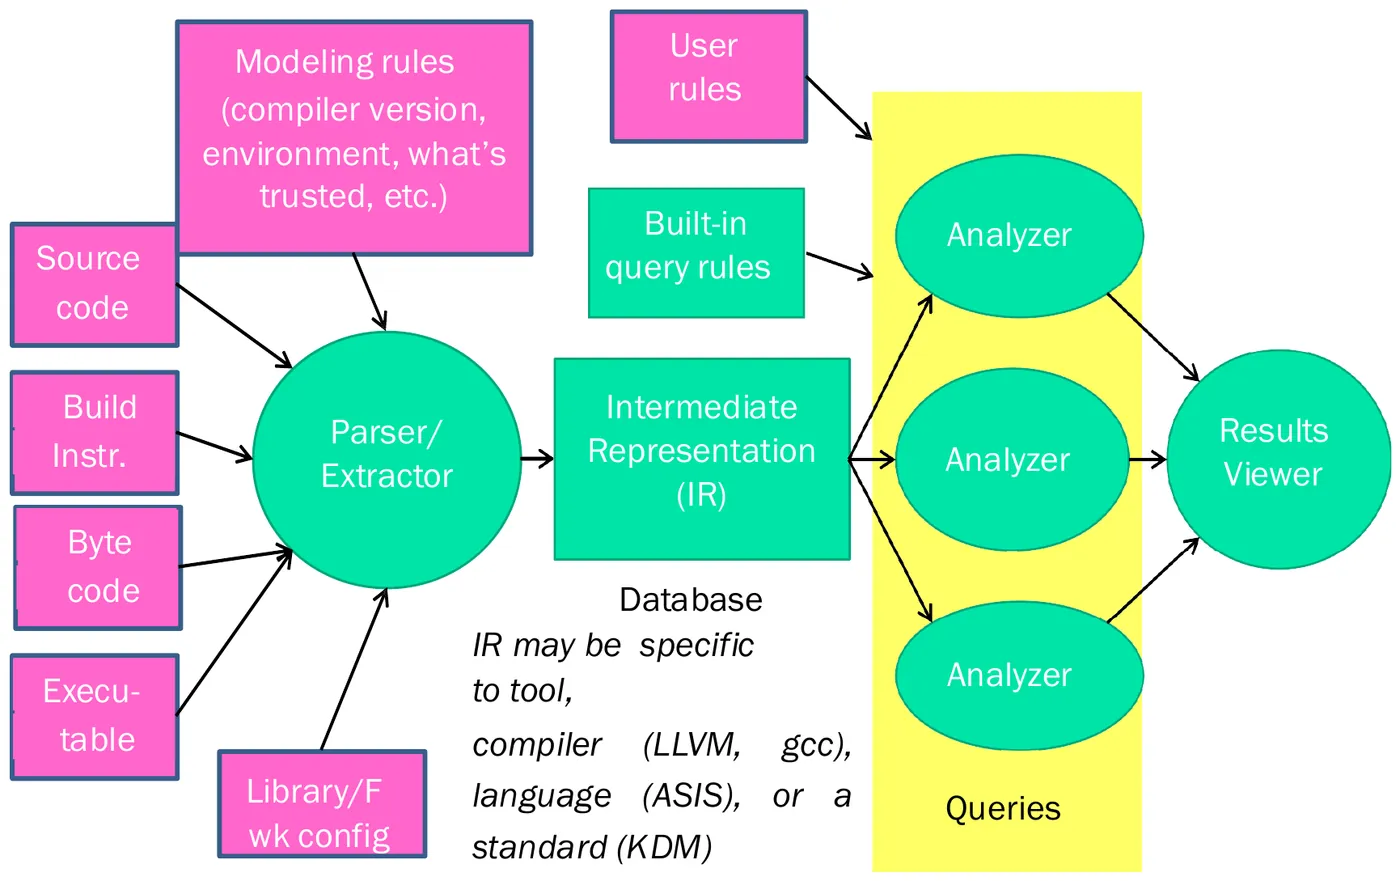 Modeling rules
(compiler version,
environment, what's
trusted, etc.)
User
rules
Source
code
Built-in
query rules
Analyzer
Build
Instr.
Parser/
Extractor
Intermediate
Representation
(IR)
Analyzer
Results
Viewer
Byte
code
Database
IR may be specific
to tool,
compiler (LLVM, gcc),
language (ASIS), or a
standard (KDM)
Execu-
table
Analyzer
Library/F
wk config
Queries